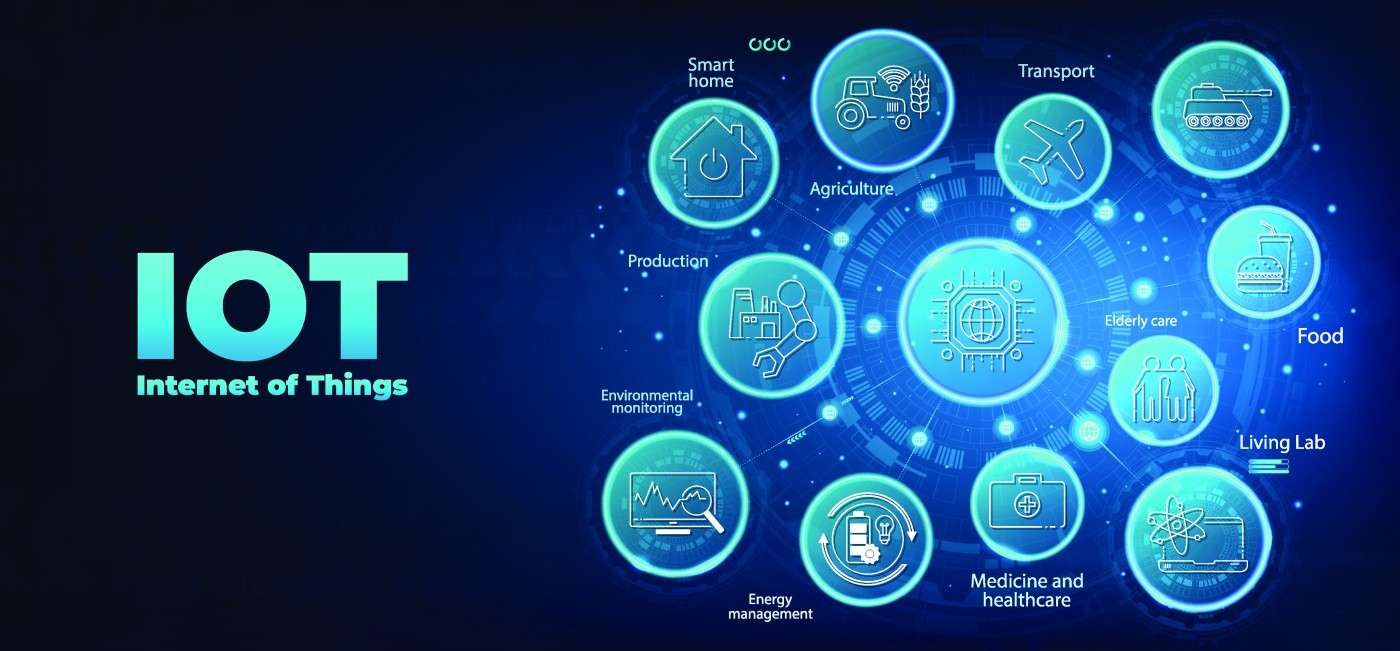 IOT
Internet of Things
Smart
home
Agriculture
Transport
Production
Elderly care
Food
Environmental
monitoring
Living Lab
Energy
management
Medicine and
healthcare